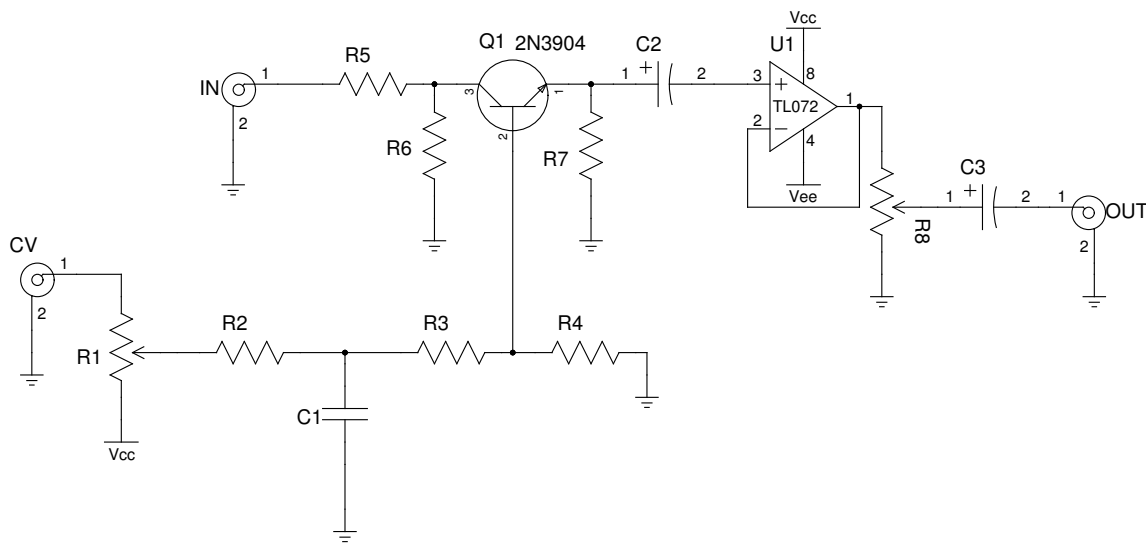 Vcc
Q1 2N3904
C2
U1
R5
IN
1
2
3
1
2
1
2
3
8
TL072
2
1
4
Vee
R6
R7
C3
1
2
1
OUT
2
R8
CV
1
2
R1
R2
R3
R4
C1
Vcc